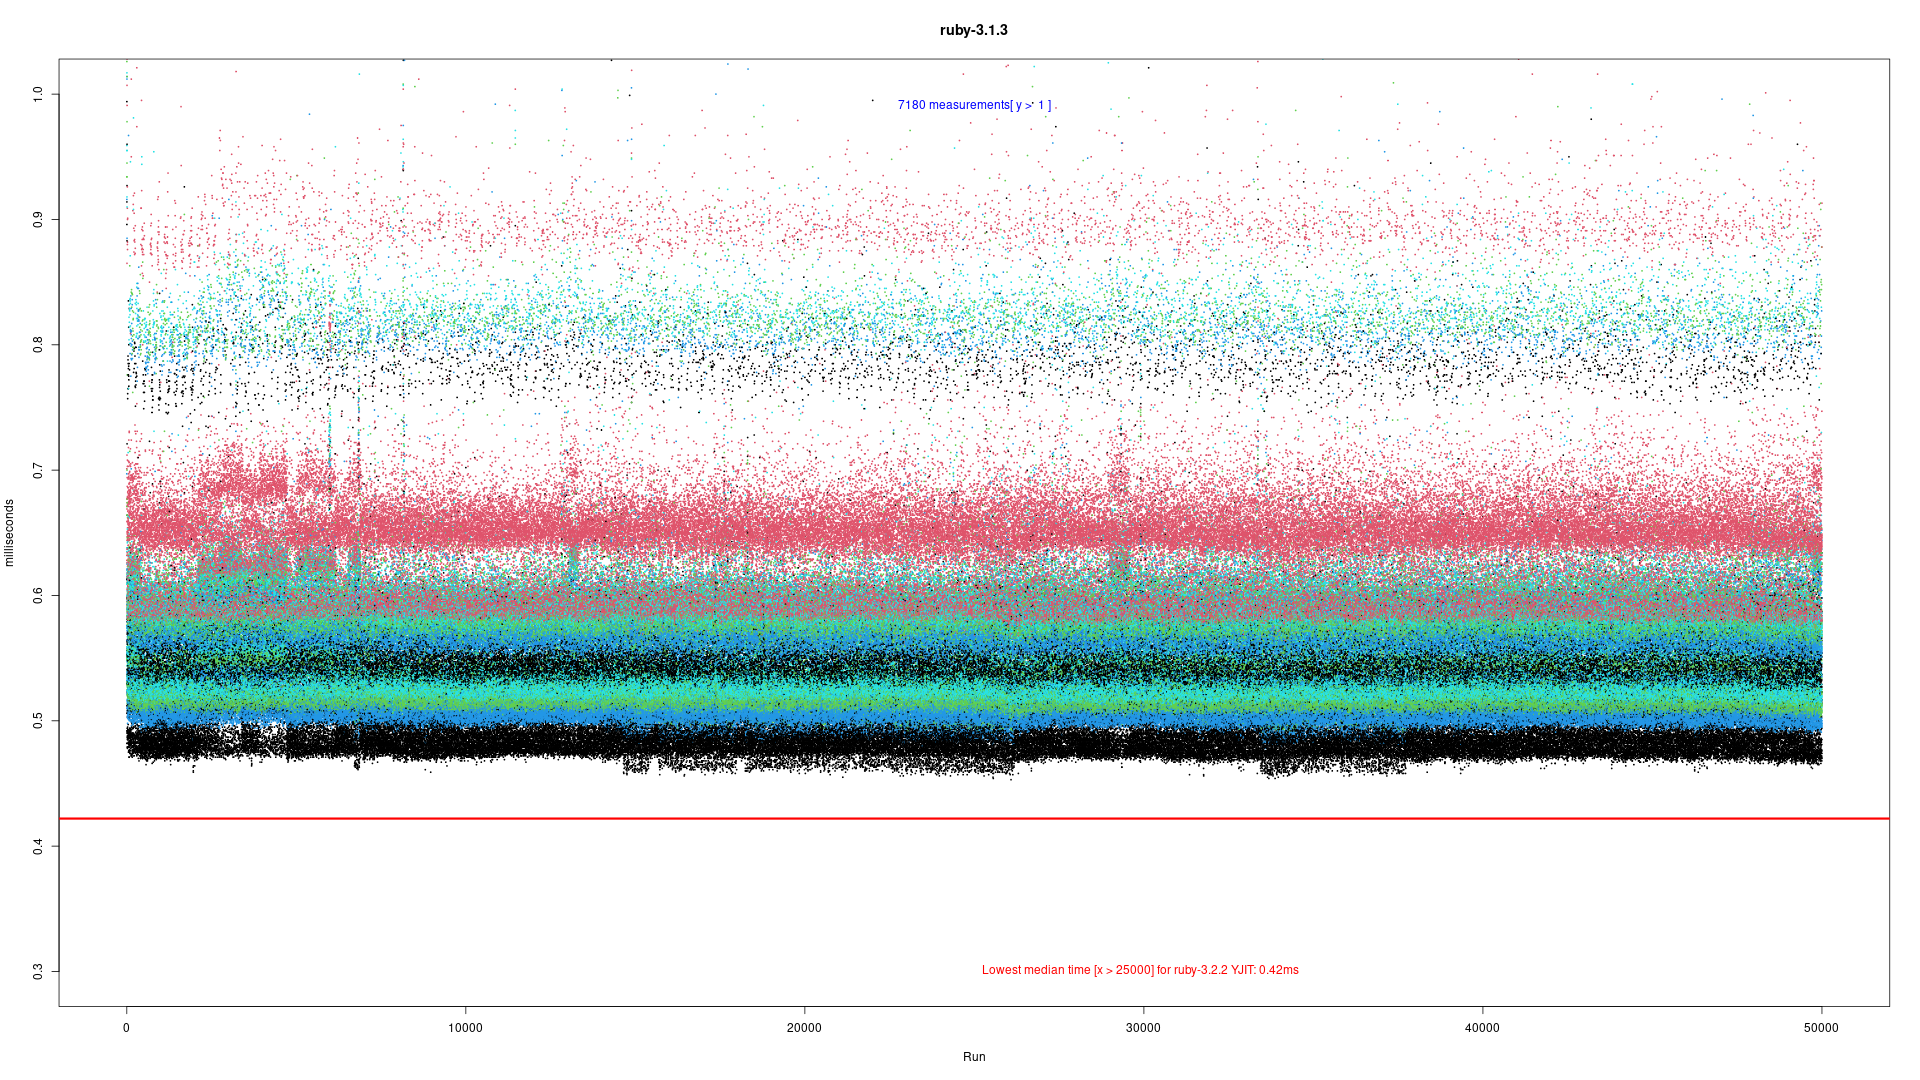 ruby-3.1.3
7180 measurements[ y > 1 ]
milliseconds
1.0
0.9
0.8
0.7
0.6
0.5
0.4
0.3
Lowest median time [x > 25000] for ruby-3.2.2 YJIT: 0.42ms
0 10000 20000 30000 40000 50000
Run